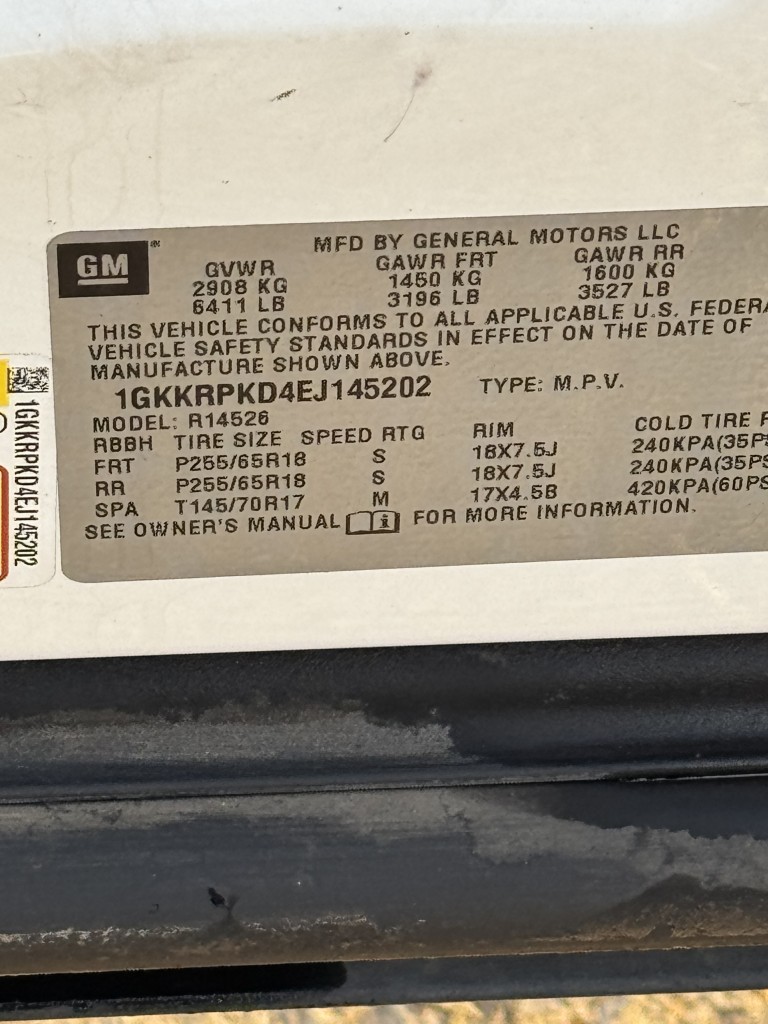 GM
MFD BY GENERAL MOTORS LLC
GVWR GAWR FRT GAWR RR
2908 KG 1450 KG 1600 KG
6411 LB 3196 LB 3527 LB
THIS VEHICLE CONFORMS TO ALL APPLICABLE U.S. FEDERA
VEHICLE SAFETY STANDARDS IN EFFECT ON THE DATE OF
MANUFACTURE SHOWN ABOVE.
1GKKRPKD4EJ145202 TYPE: M.P.V.
MODEL: R14526
RBBH TIRE SIZE SPEED RTG RIM COLD TIRE P
FRT P255/65R18 S 18X7.5J 240KPA(35PS
RR P255/65R18 S 18X7.5J 240KPA(35PS
SPA T145/70R17 M 17X4.5B 420KPA(60PS
SEE OWNER'S MANUAL FOR MORE INFORMATION.
1GKKRPKD4EJ145202